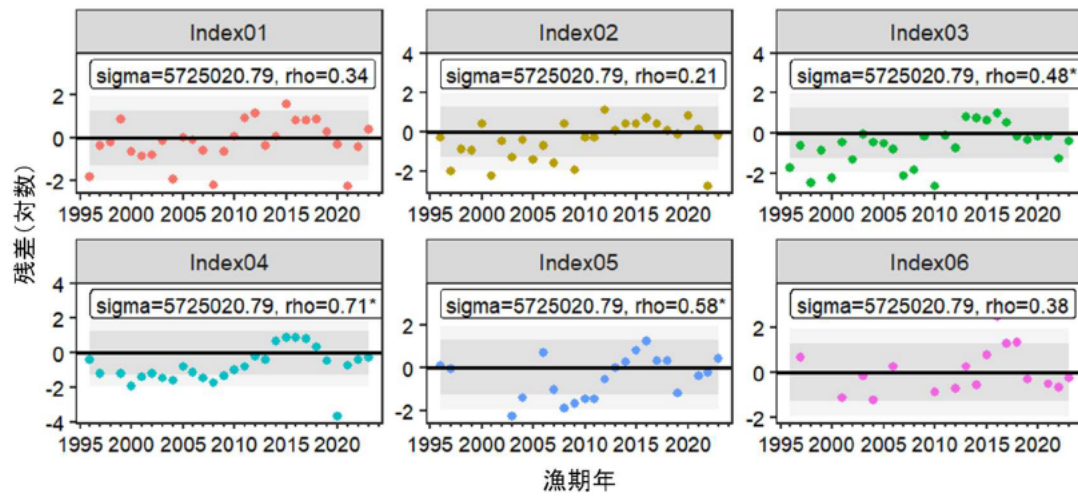 Index01
Index02
Index03
sigma=5725020.79, rho=0.34
sigma=5725020.79, rho=0.21
sigma=5725020.79, rho=0.48*
2
0
-2
4
2
0
-2
4
2
0
-2
1995 2000 2005 2010 2015 2020
1995 2000 2005 2010 2015 2020
1995 2000 2005 2010 2015 2020
残差(対数)
Index04
Index05
Index06
sigma=5725020.79, rho=0.71*
sigma=5725020.79, rho=0.58*
sigma=5725020.79, rho=0.38
4
2
0
-2
-4
2
0
-2
2
0
-2
1995 2000 2005 2010 2015 2020
1995 2000 2005 2010 2015 2020
1995 2000 2005 2010 2015 2020
漁期年